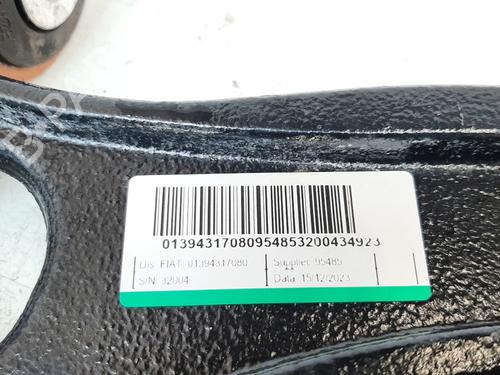 01394317080954853200434923
Dis. FIAT: 01394317080 Supplier: 95485
S/N: 32004 Data: 15/12/2023